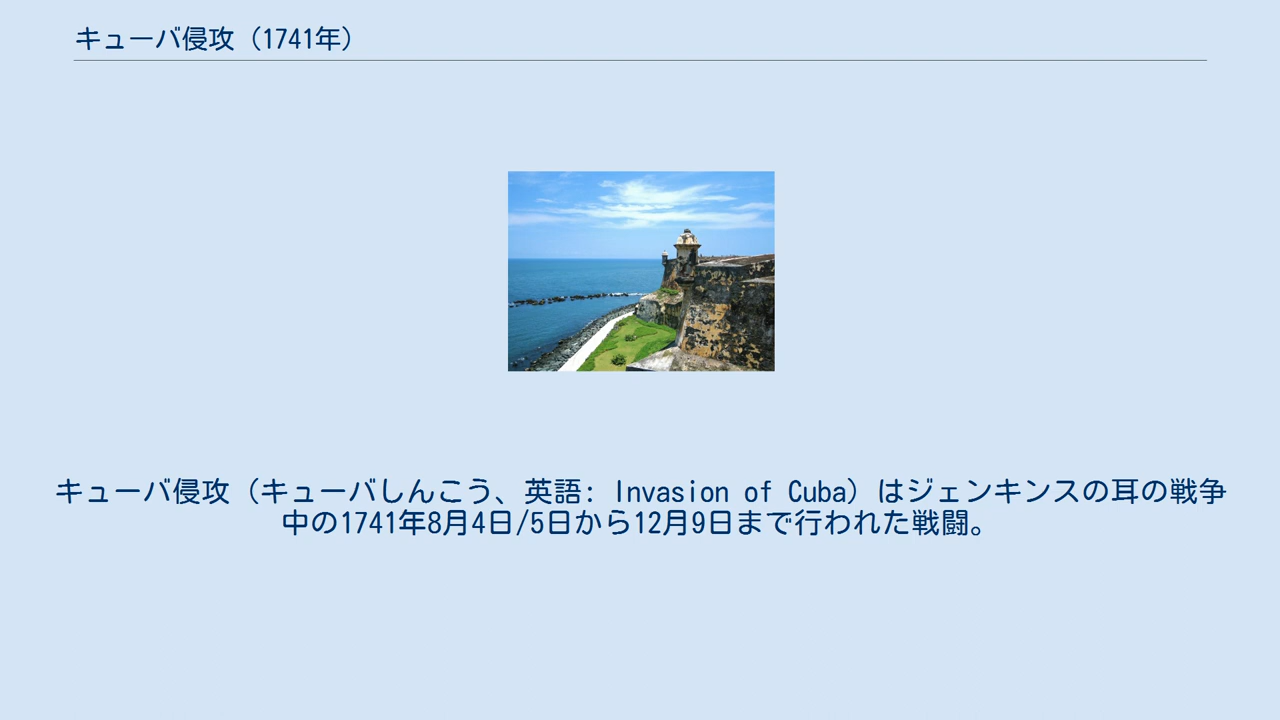 キューバ侵攻（1741年）
キューバ侵攻（キューバしんこう、英語: Invasion of Cuba）はジェンキンスの耳の戦争
中の1741年8月4日/5日から12月9日まで行われた戦闘。